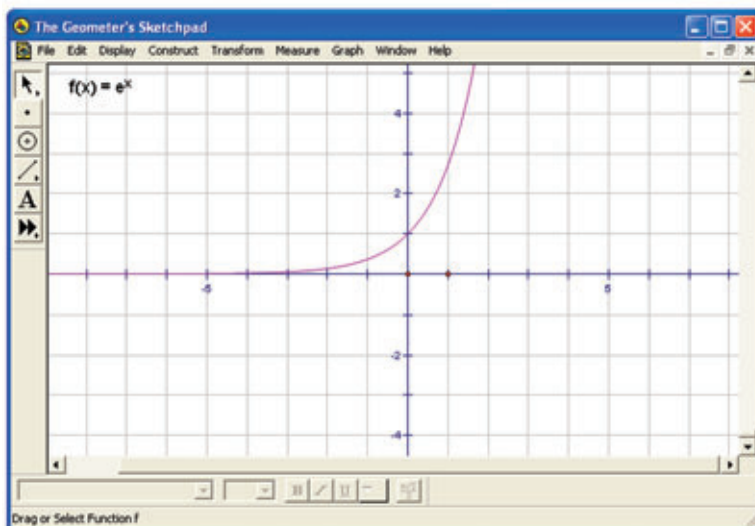 The Geometer's Sketchpad
File Edit Display Construct Transform Measure Graph Window Help
f(x) = eˣ
4
2
-5
5
-2
-4
A
B I U
Drag or Select Function f